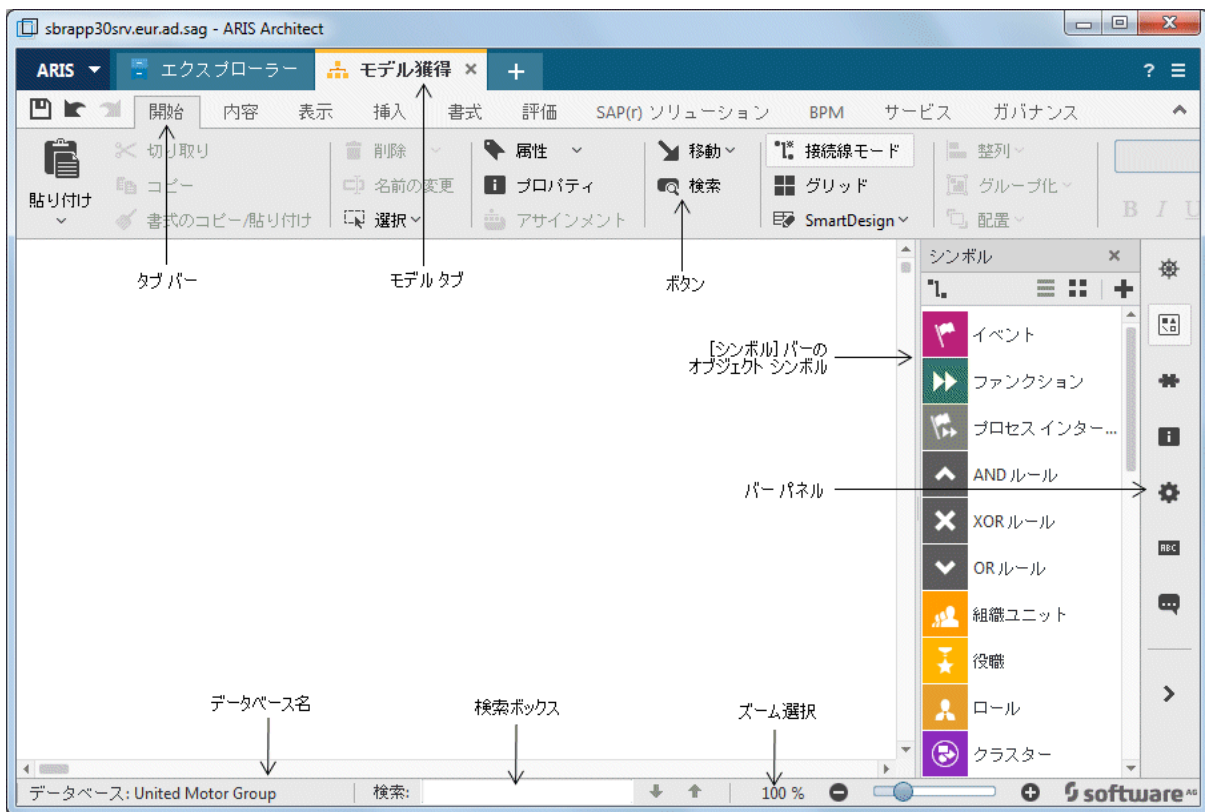 sbrapp30srv.eur.ad.sag - ARIS Architect
ARIS エクスプローラー モデル獲得 × + ?
開始 内容 表示 挿入 書式 評価 SAP(r) ソリューション BPM サービス ガバナンス
切り取り 削除 属性 移動 接続線モード 整列
コピー 名前の変更 プロパティ 検索 グリッド グループ化
貼り付け
書式のコピー/貼り付け 選択 アサインメント SmartDesign 配置 B I U
タブ バー モデル タブ ボタン
シンボル ×
[シンボル] バーの
オブジェクト シンボル
バー パネル
イベント
ファンクション
プロセス インター...
AND ルール
XOR ルール
OR ルール
組織ユニット
役職
ロール
クラスター
ABC
データベース名 検索ボックス ズーム選択
データベース: United Motor Group 検索: 100 % software AG